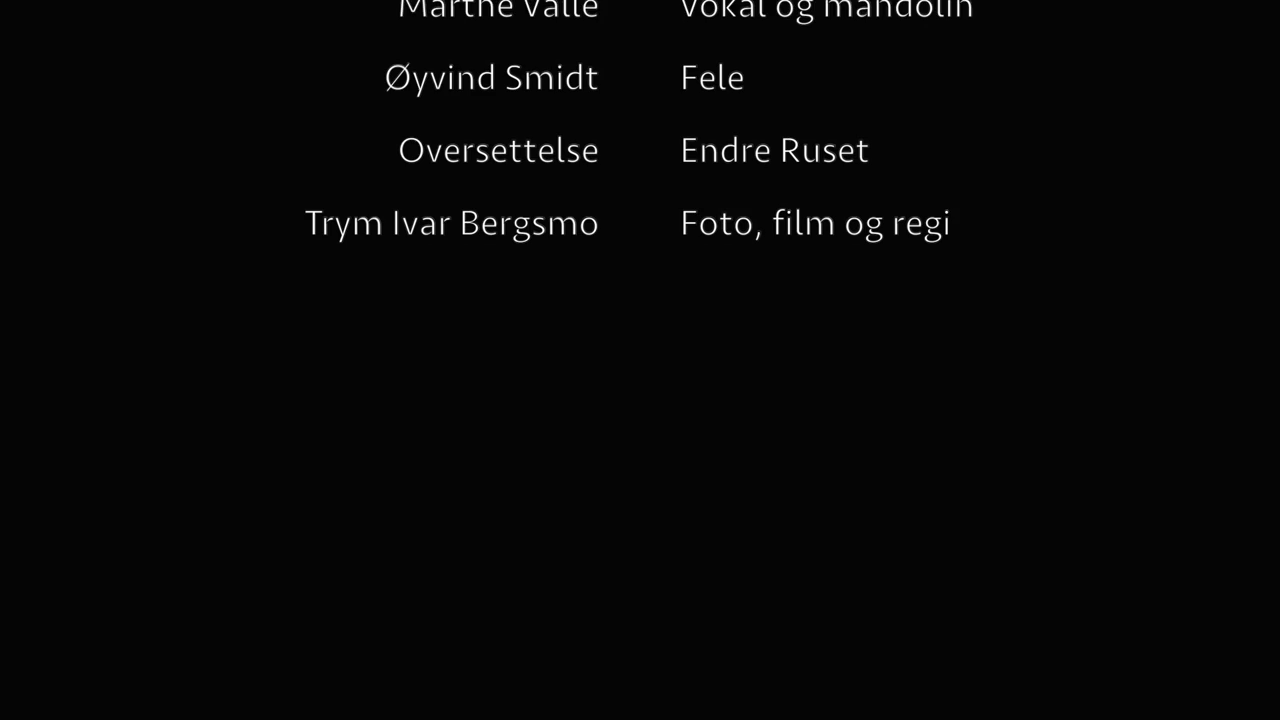 Marthe Valle Vokal og mandolin
Øyvind Smidt Fele
Oversettelse Endre Ruset
Trym Ivar Bergsmo Foto, film og regi